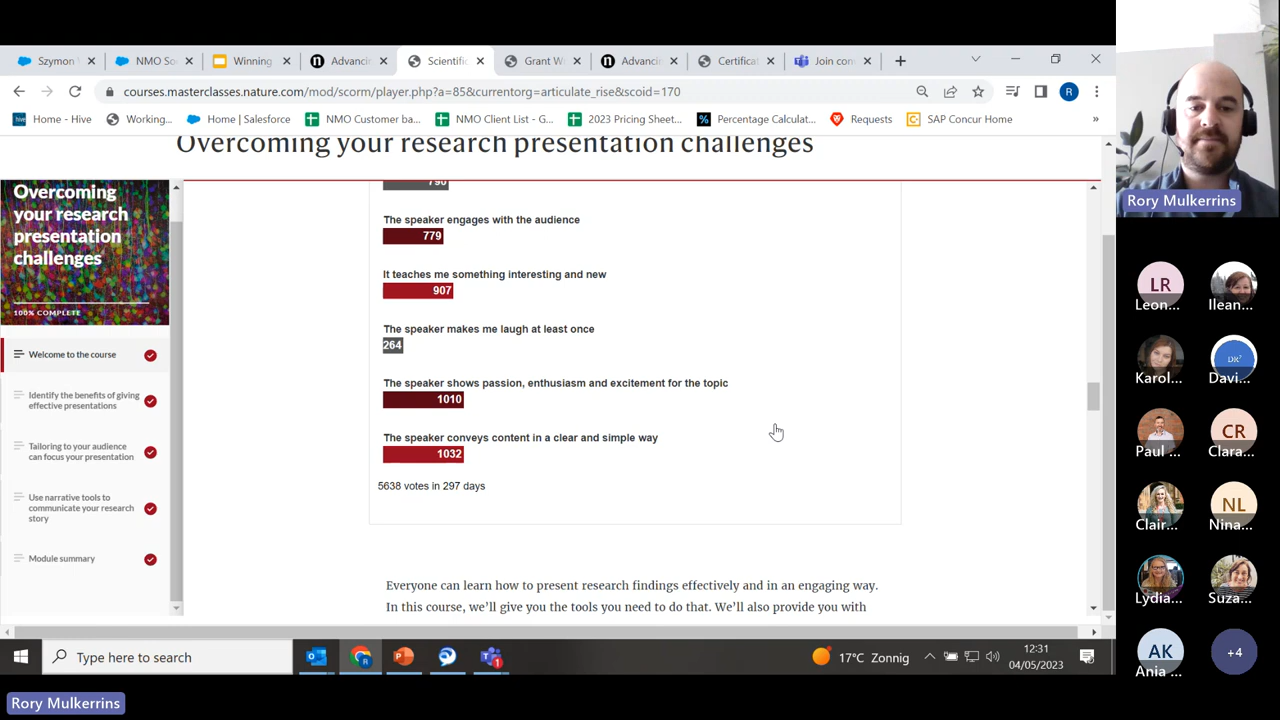 Szymon
NMO So
Winning
Advancin
Scientific
Grant W
Advancin
Certifica
Join con
courses.masterclasses.nature.com/mod/scorm/player.php?a=85&currentorg=articulate_rise&scoid=170
R
Home - Hive
Working...
Home | Salesforce
NMO Customer ba...
NMO Client List - G...
2023 Pricing Sheet...
Percentage Calculat...
Requests
SAP Concur Home
»
Overcoming your research presentation challenges
Overcoming
your research
presentation
challenges
100% COMPLETE
Welcome to the course
Identify the benefits of giving
effective presentations
Tailoring to your audience
can focus your presentation
Use narrative tools to
communicate your research
story
Module summary
790
The speaker engages with the audience
779
It teaches me something interesting and new
907
The speaker makes me laugh at least once
264
The speaker shows passion, enthusiasm and excitement for the topic
1010
The speaker conveys content in a clear and simple way
1032
5638 votes in 297 days
Everyone can learn how to present research findings effectively and in an engaging way.
In this course, we'll give you the tools you need to do that. We'll also provide you with
Type here to search
1
17°C Zonnig
12:31
04/05/2023
Rory Mulkerrins
Rory Mulkerrins
LR
Leon...
Ilean...
Karol...
DR
Davi...
Paul ...
CR
Clara...
Clair...
NL
Nina...
Lydia...
Suza...
AK
Ania ...
+4